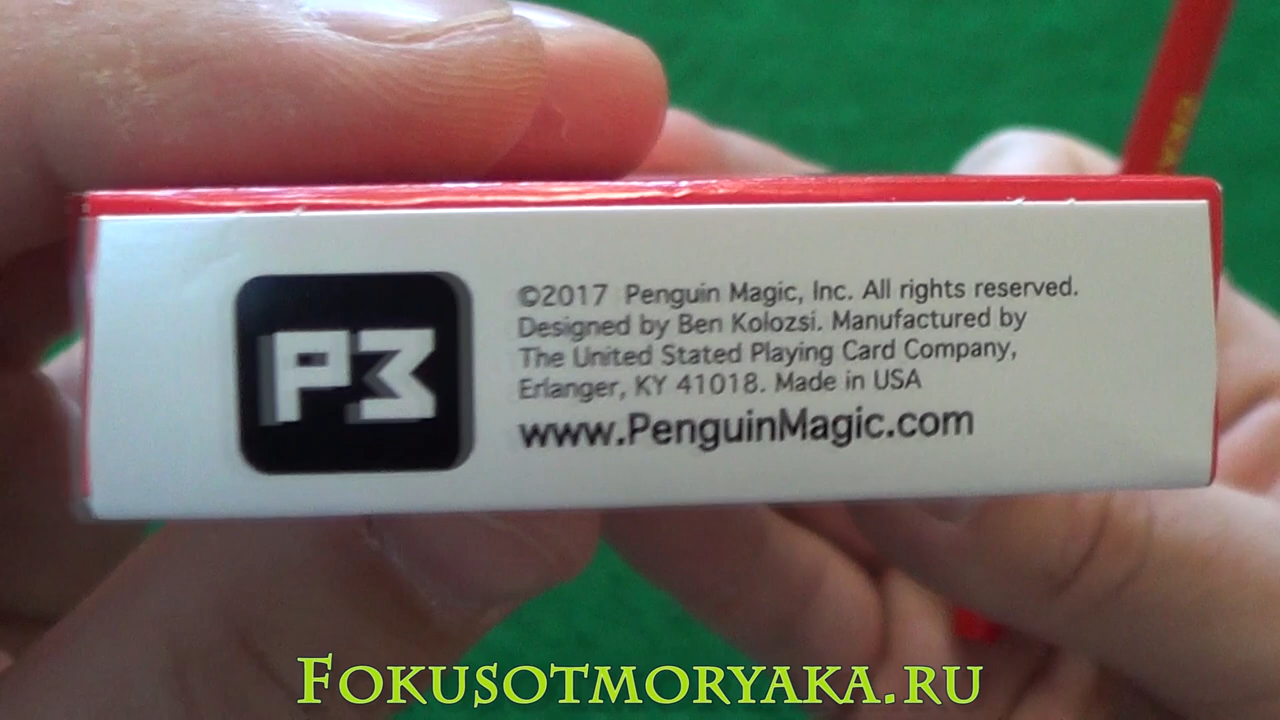 P3
©2017 Penguin Magic, Inc. All rights reserved.
Designed by Ben Kolozsi. Manufactured by
The United Stated Playing Card Company,
Erlanger, KY 41018. Made in USA
www.PenguinMagic.com
Fokusotmoryaka.ru